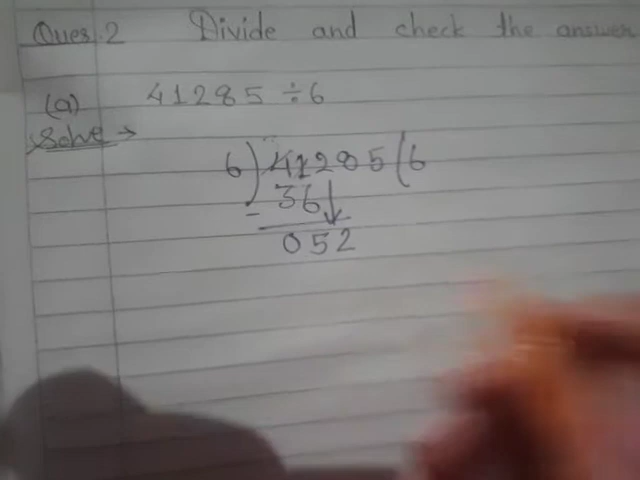 Ques.2 Divide and check the answer
(a) 41285 ÷ 6
Solve →
6 ) 41285 ( 6
- 36↓
052